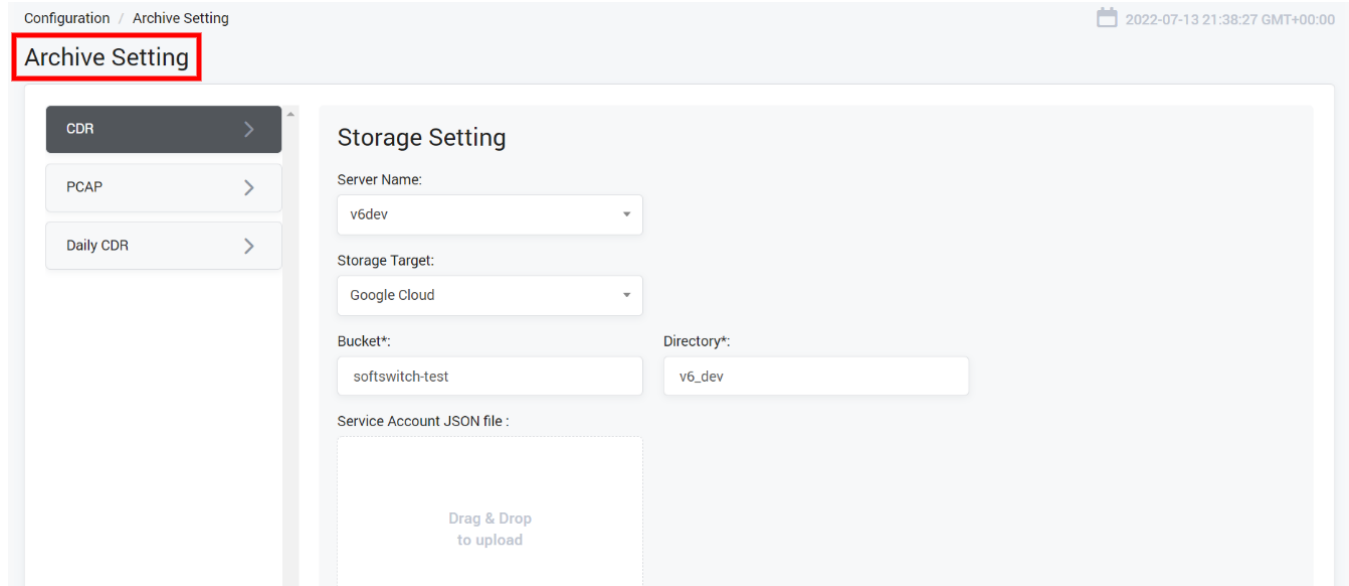 Configuration / Archive Setting
2022-07-13 21:38:27 GMT+00:00
Archive Setting
CDR
PCAP
Daily CDR
Storage Setting
Server Name:
v6dev
Storage Target:
Google Cloud
Bucket*:
Directory*:
softswitch-test
v6_dev
Service Account JSON file :
Drag & Drop
to upload